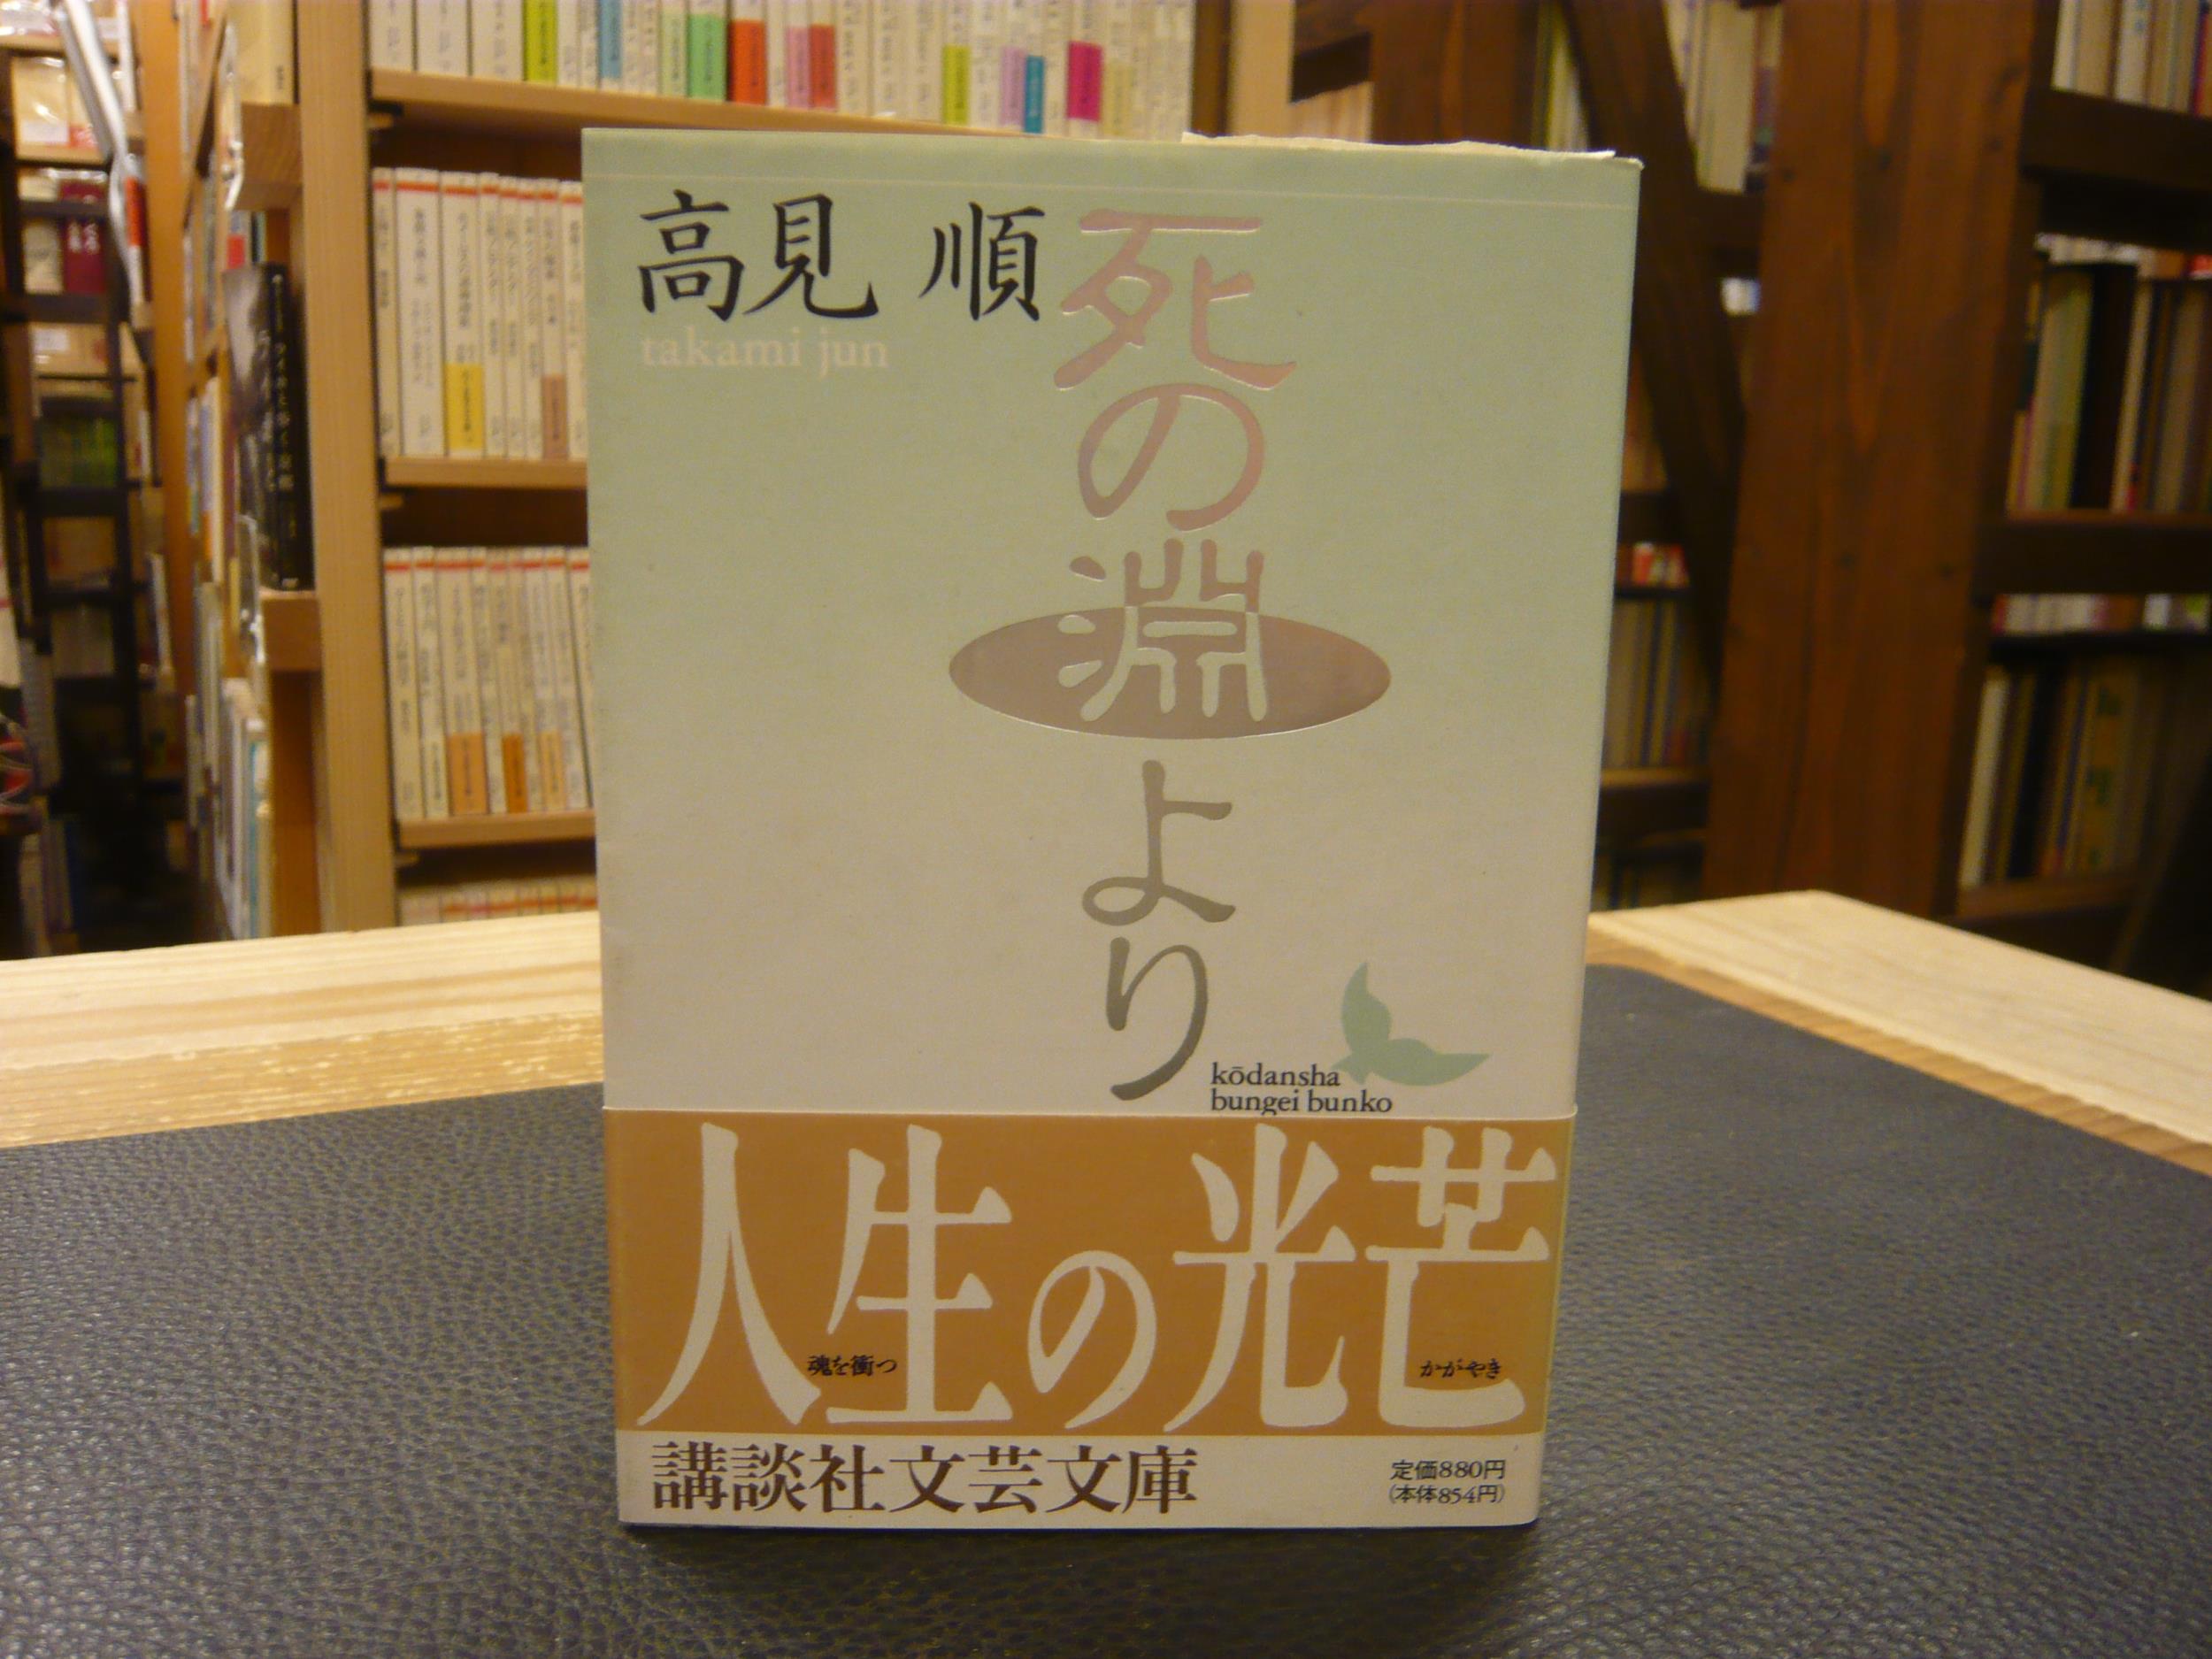 高見 順
takami jun
死の淵より
kōdansha
bungei bunko
人生の光芒
魂を衝つ
かがやき
講談社文芸文庫
定価880円
(本体854円)